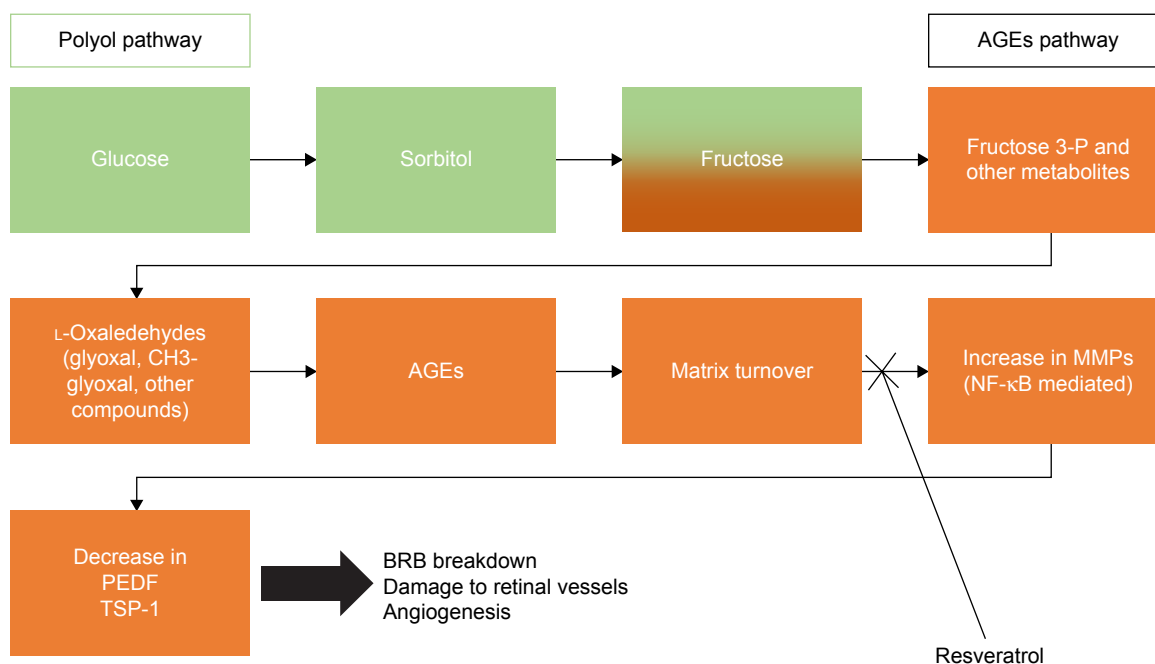 Polyol pathway
AGEs pathway
Glucose
Sorbitol
Fructose
Fructose 3-P and
other metabolites
L-Oxaledehydes
(glyoxal, CH3-
glyoxal, other
compounds)
AGEs
Matrix turnover
Increase in MMPs
(NF-κB mediated)
Decrease in
PEDF
TSP-1
BRB breakdown
Damage to retinal vessels
Angiogenesis
Resveratrol